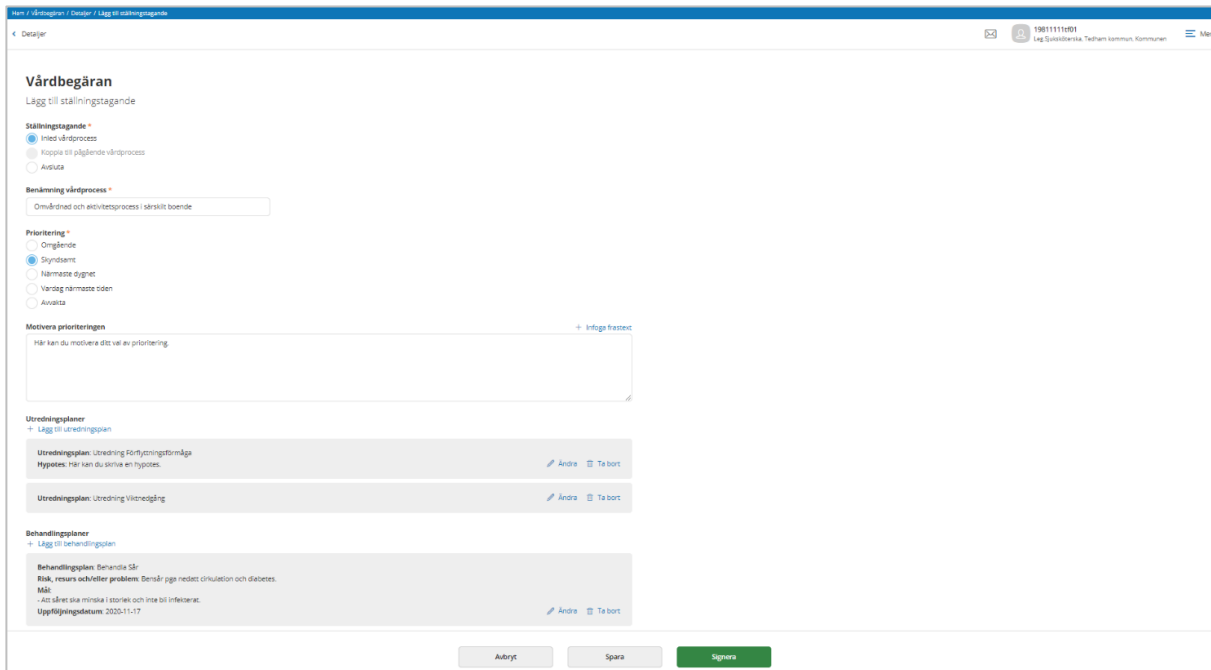 Hem / Vårdbegäran / Detaljer / Lägg till ställningstagande
Detaljer
19811111tf01
Leg.Sjuksköterska, Tedhem kommun, Kommunen
Vårdbegäran
Lägg till ställningstagande
Ställningstagande *
Inled vårdprocess
Koppla till pågående vårdprocess
Avsluta
Benämning vårdprocess *
Omvårdnad och aktivitetsprocess i särskilt boende
Prioritering *
Omgående
Skyndsamt
Närmaste dygnet
Vardag närmaste tiden
Avvakta
Motivera prioriteringen
+ Infoga frastext
Här kan du motivera ditt val av prioritering.
Utredningsplaner
+ Lägg till utredningsplan
Utredningsplan: Utredning Förflyttningsförmåga
Hypotes: Här kan du skriva en hypotes.
Ändra Ta bort
Utredningsplan: Utredning Viktnedgång
Ändra Ta bort
Behandlingsplaner
+ Lägg till behandlingsplan
Behandlingsplan: Behandla Sår
Risk, resurs och/eller problem: Bensår pga nedatt cirkulation och diabetes.
Mål:
- Att såret ska minska i storlek och inte bli infekterat.
Uppföljningsdatum: 2020-11-17
Ändra Ta bort
Avbryt
Spara
Signera